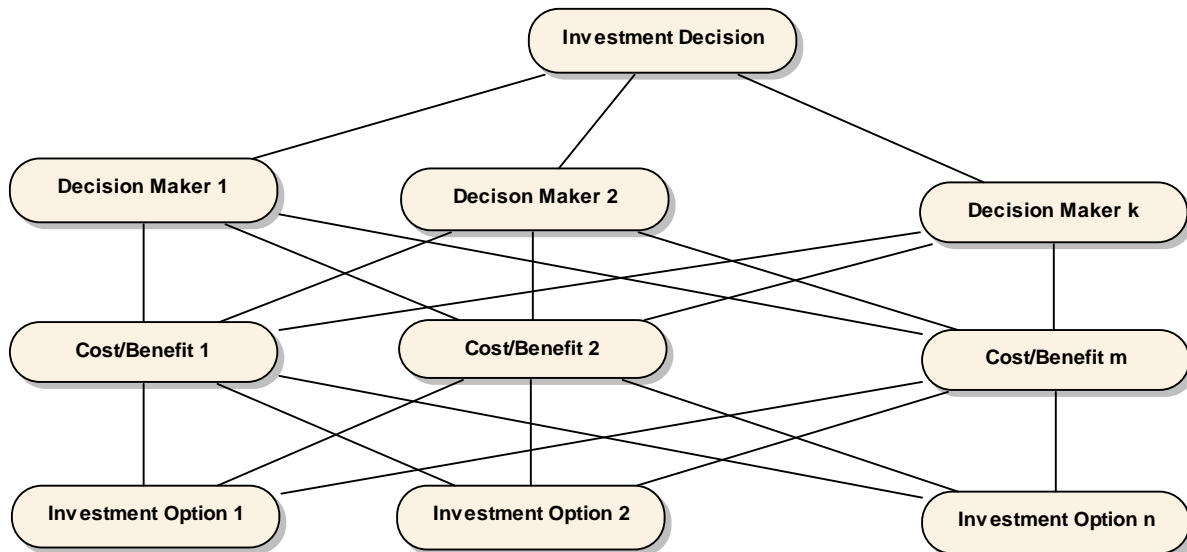 Investment Decision
Decision Maker 1
Decison Maker 2
Decision Maker k
Cost/Benefit 1
Cost/Benefit 2
Cost/Benefit m
Investment Option 1
Investment Option 2
Investment Option n